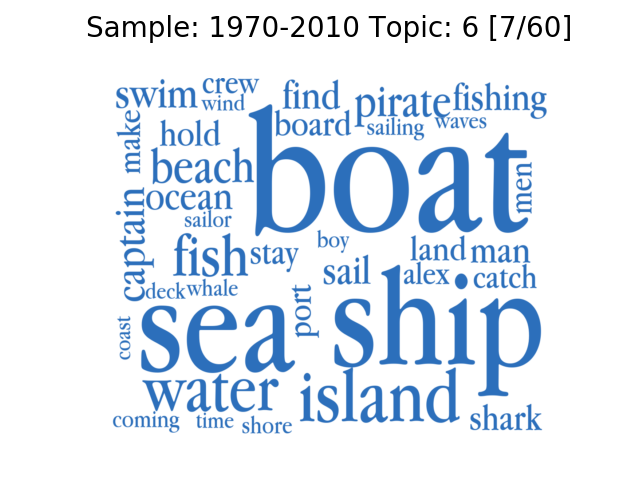 Sample: 1970-2010 Topic: 6 [7/60]
swim crew find pirate fishing
wind
make hold board sailing waves
beach boat men
ocean
sailor
captain fish stay boy land man
sail alex catch
deck whale
coast sea port ship
water island
coming time shore shark